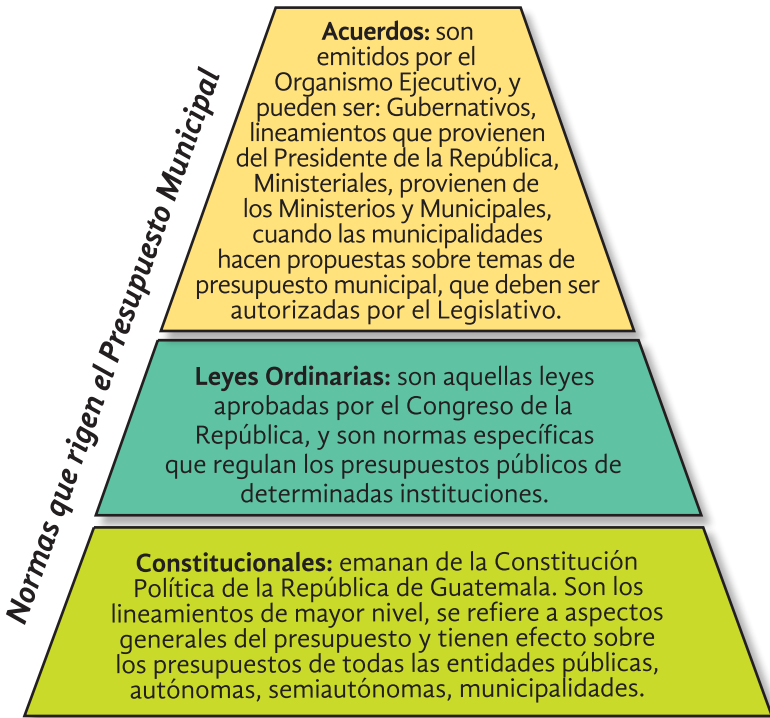 Normas que rigen el Presupuesto Municipal
Acuerdos: son
emitidos por el
Organismo Ejecutivo, y
pueden ser: Gubernativos,
lineamientos que provienen
del Presidente de la República,
Ministeriales, provienen de
los Ministerios y Municipales,
cuando las municipalidades
hacen propuestas sobre temas de
presupuesto municipal, que deben ser
autorizadas por el Legislativo.
Leyes Ordinarias: son aquellas leyes
aprobadas por el Congreso de la
República, y son normas específicas
que regulan los presupuestos públicos de
determinadas instituciones.
Constitucionales: emanan de la Constitución
Política de la República de Guatemala. Son los
lineamientos de mayor nivel, se refiere a aspectos
generales del presupuesto y tienen efecto sobre
los presupuestos de todas las entidades públicas,
autónomas, semiautónomas, municipalidades.